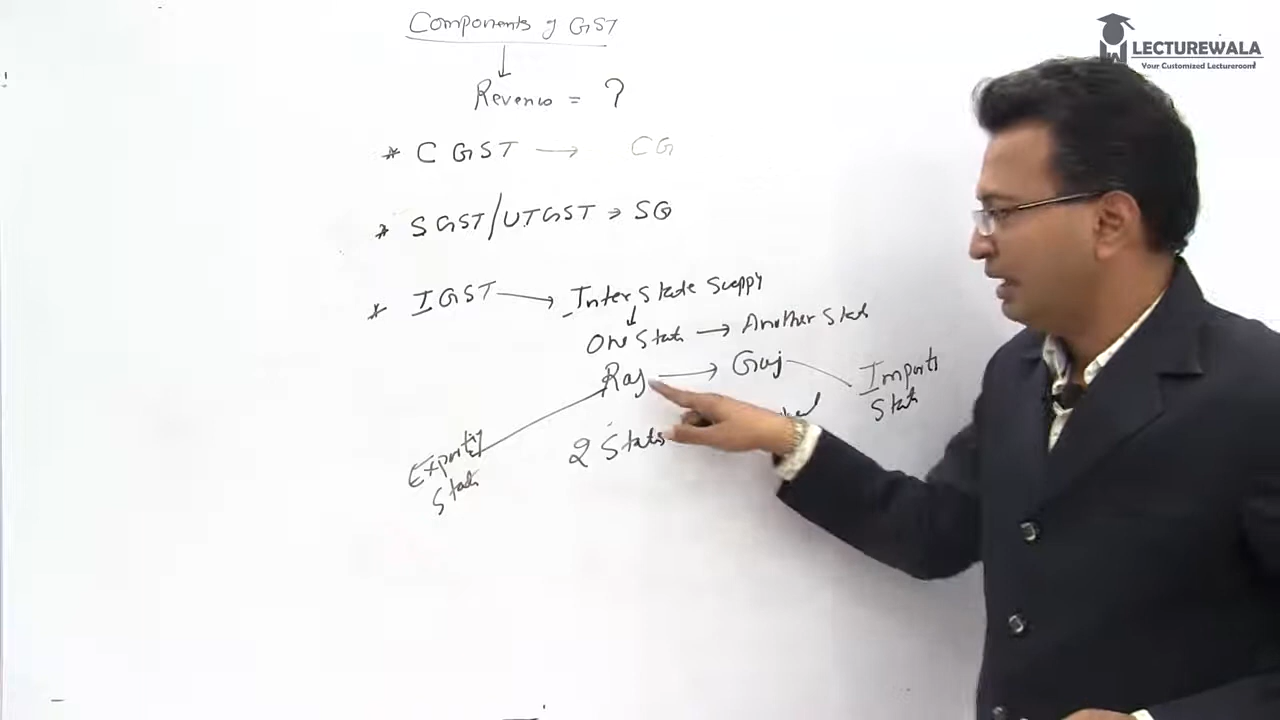 LECTUREWALA
Your Customized Lectureroom!
Components of GST
Revenue = ?
* CGST → CG
* SGST/UTGST → SG
* IGST → Inter State Supply
One State → Another State
Raj → Guj
Importi State
Exporting State
2 States